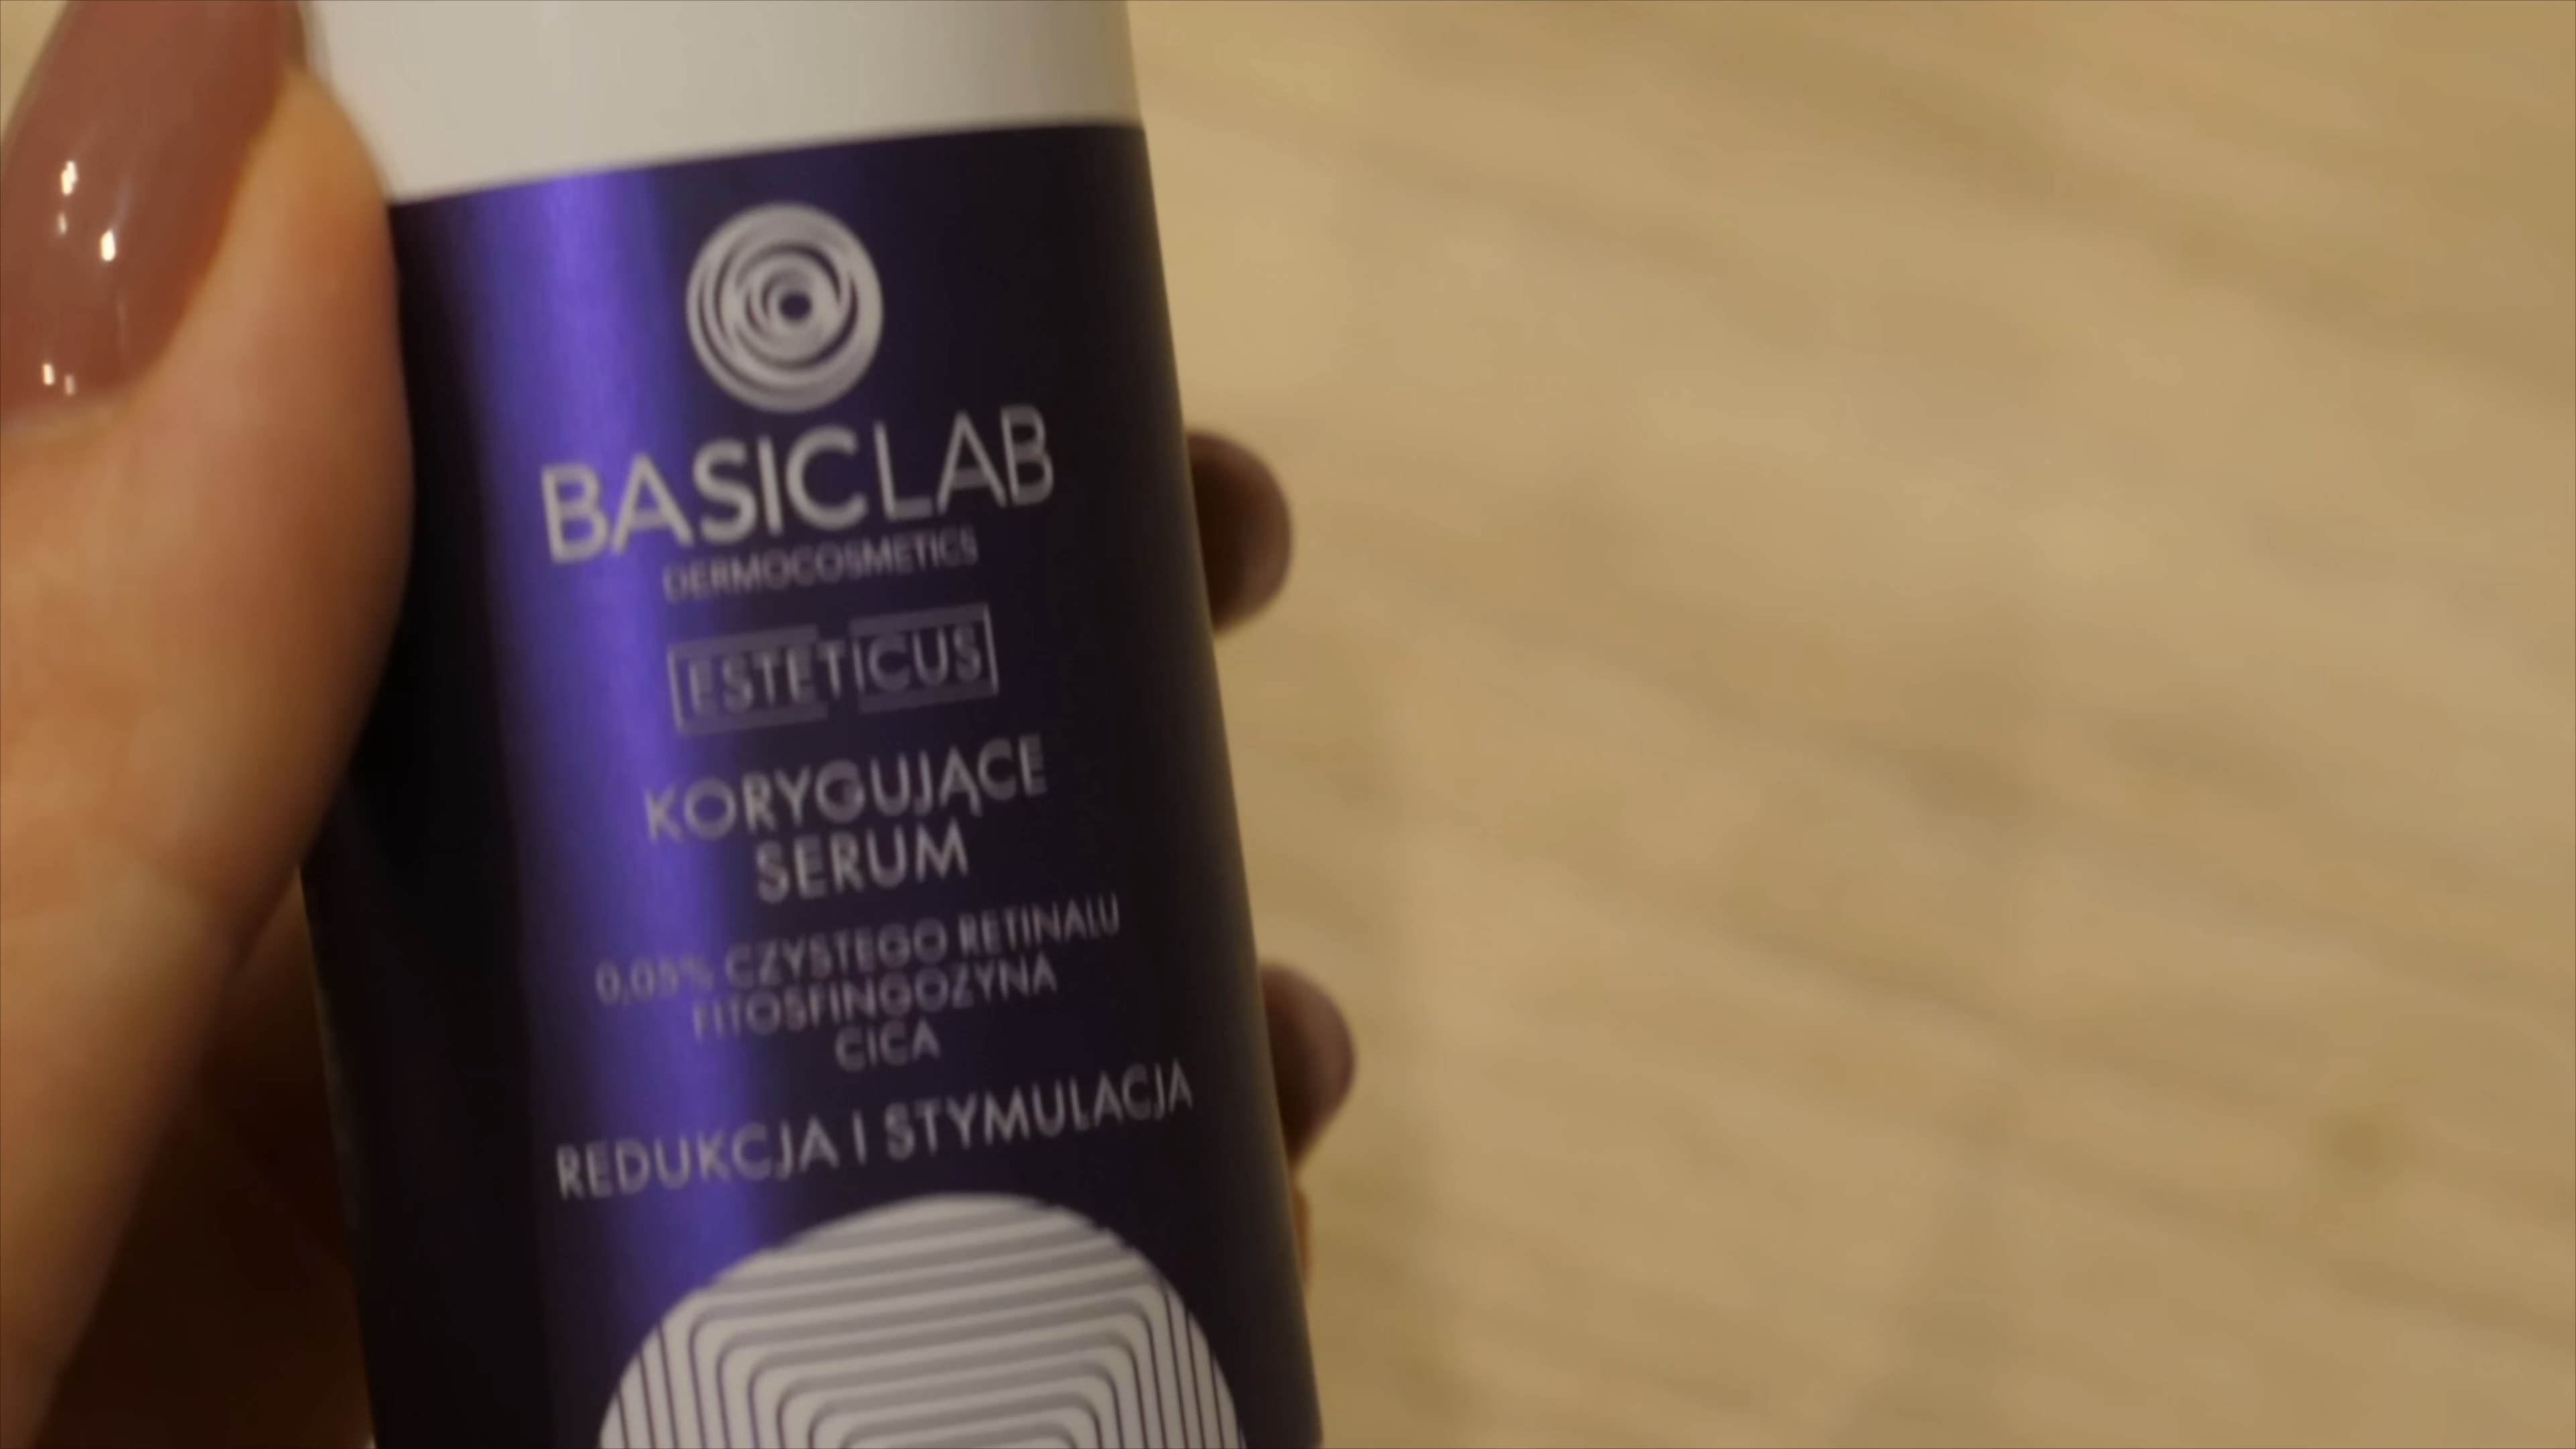 BASICLAB
DERMOCOSMETICS
ESTETICUS
KORYGUJĄCE
SERUM
0,05% CZYSTEGO RETINALU
FITOSFINGOZYNA
CICA
REDUKCJA I STYMULACJA